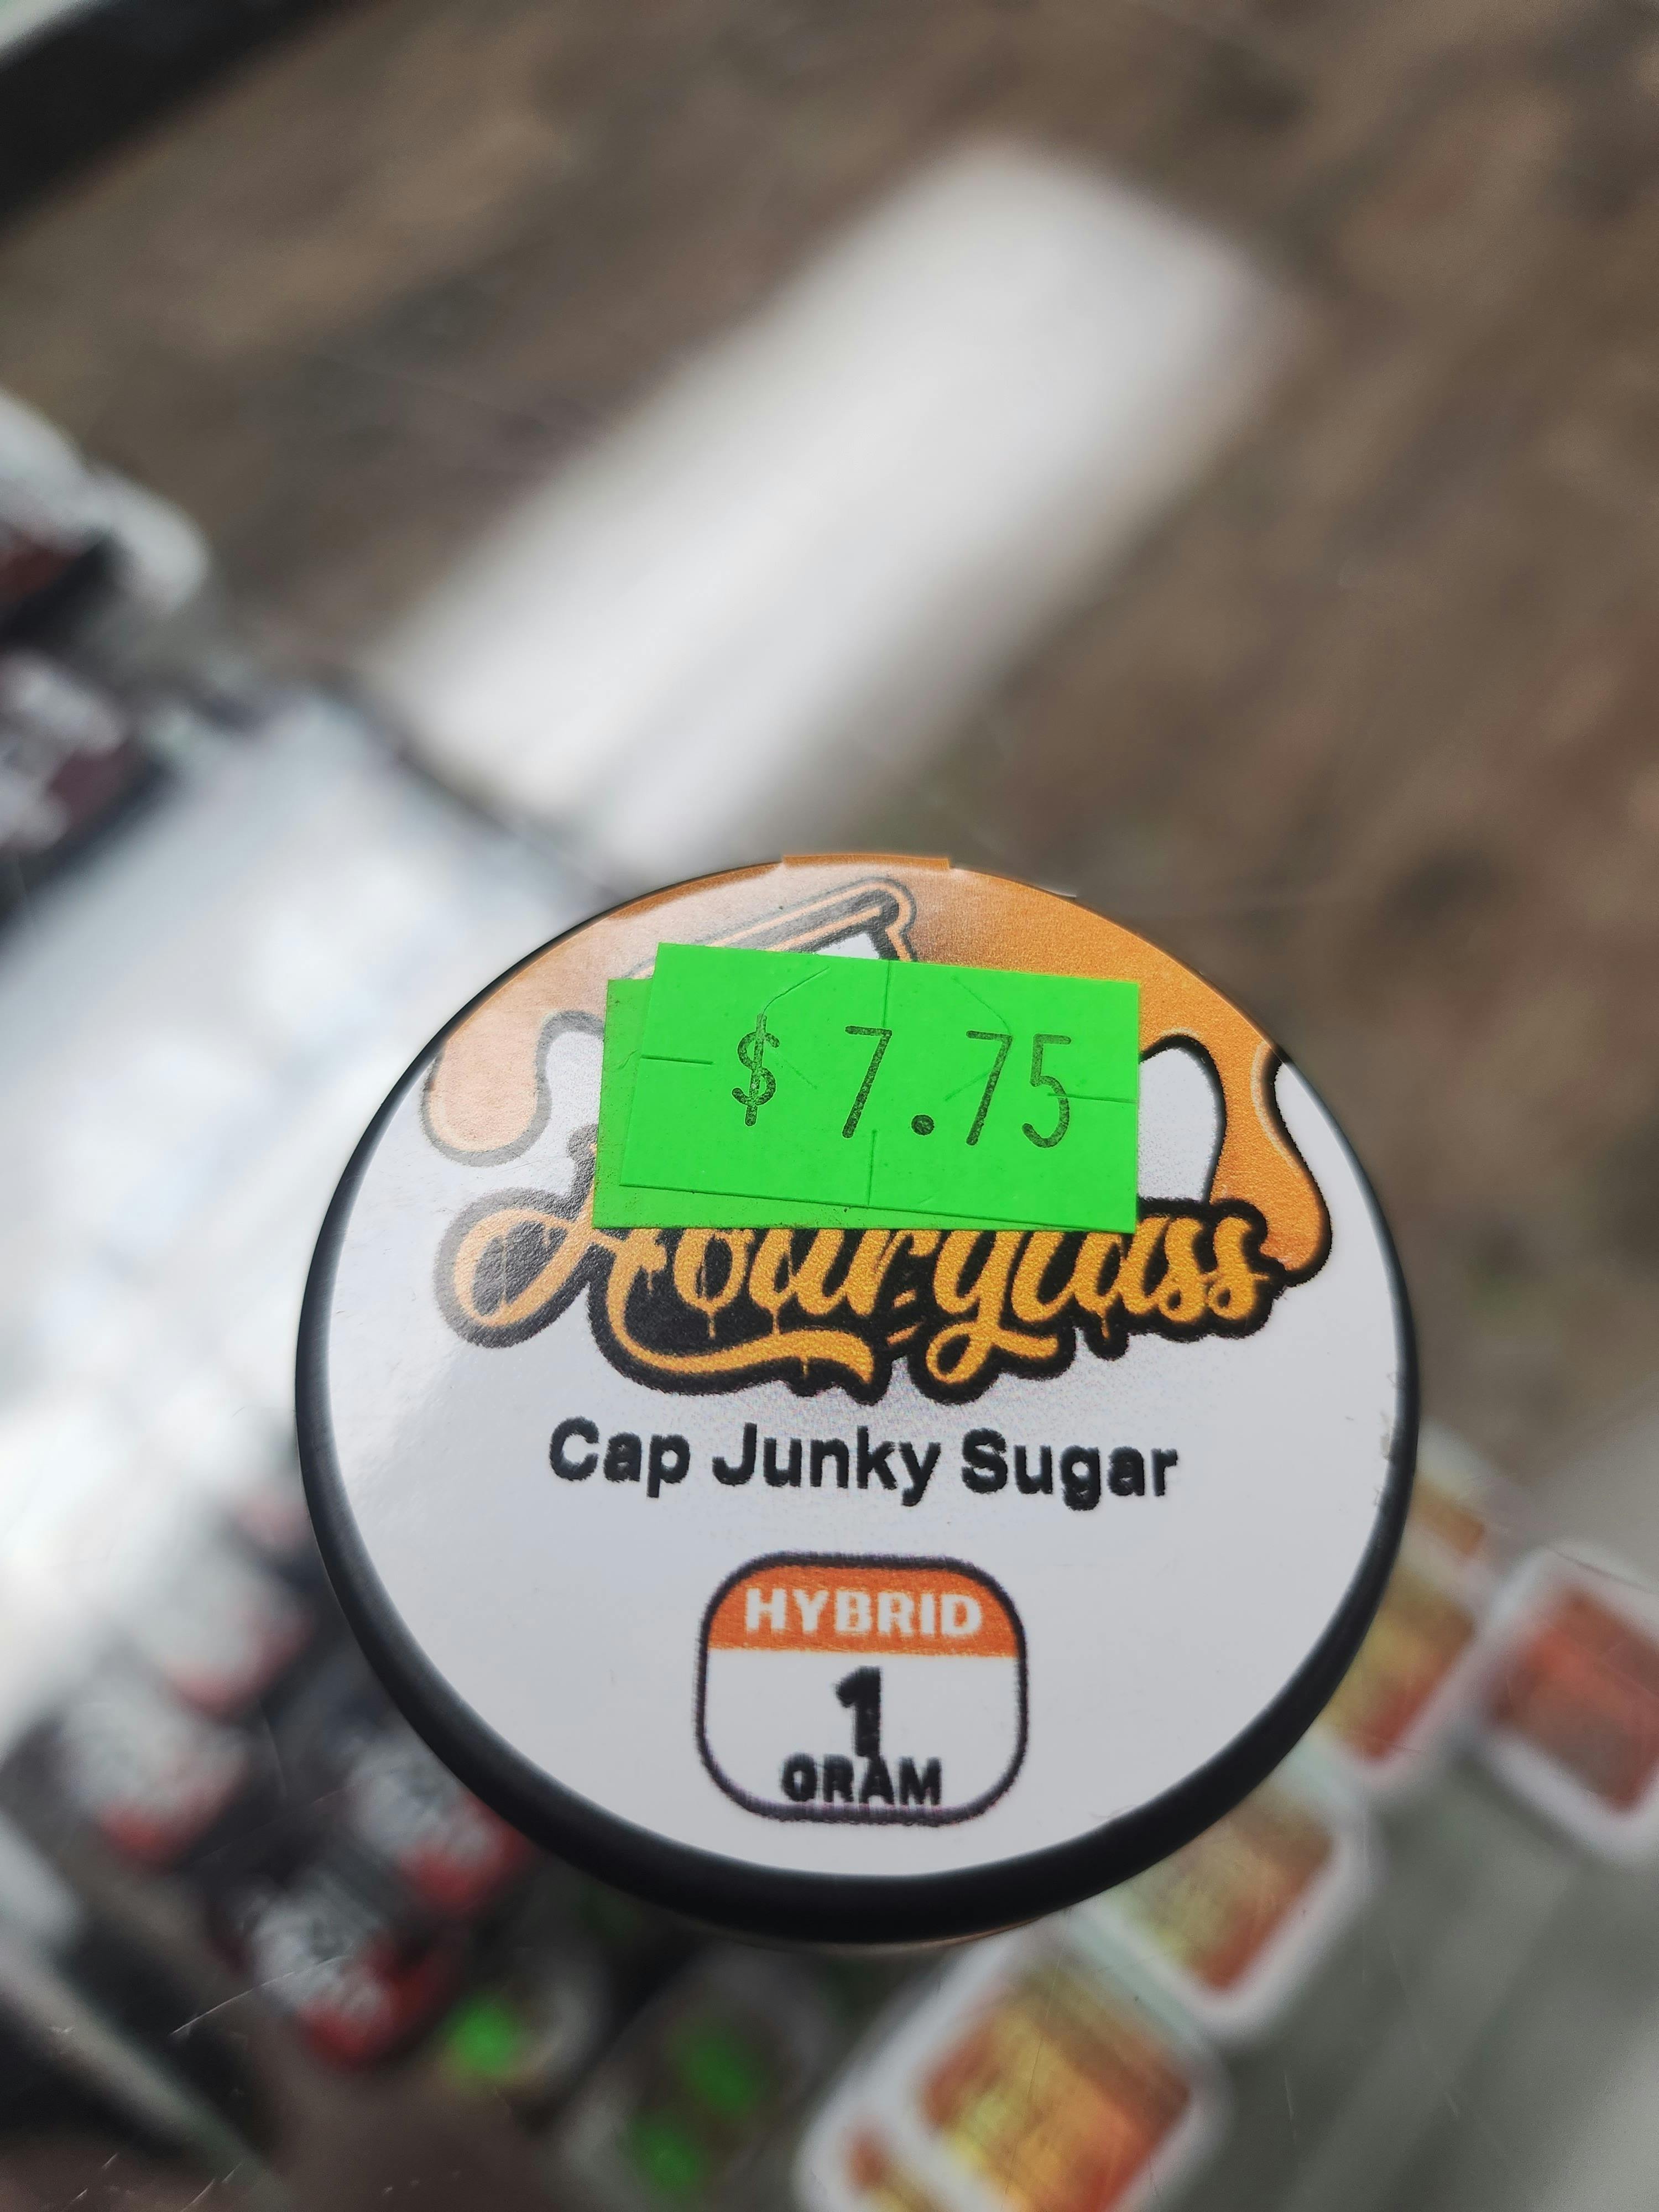 $ 7.75
Hourglass
Cap Junky Sugar
HYBRID
1
GRAM